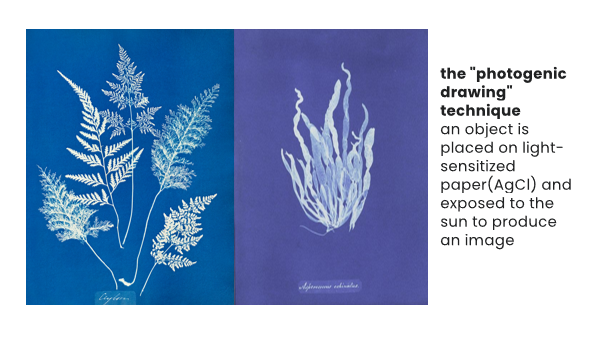 the "photogenic
drawing"
technique
an object is
placed on light-
sensitized
paper(AgCl) and
exposed to the
sun to produce
an image
Ceylon